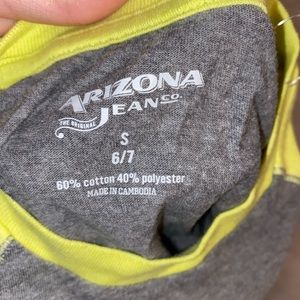 ARIZONA
THE ORIGINAL JEAN CO.
S
6/7
60% cotton 40% polyester
MADE IN CAMBODIA